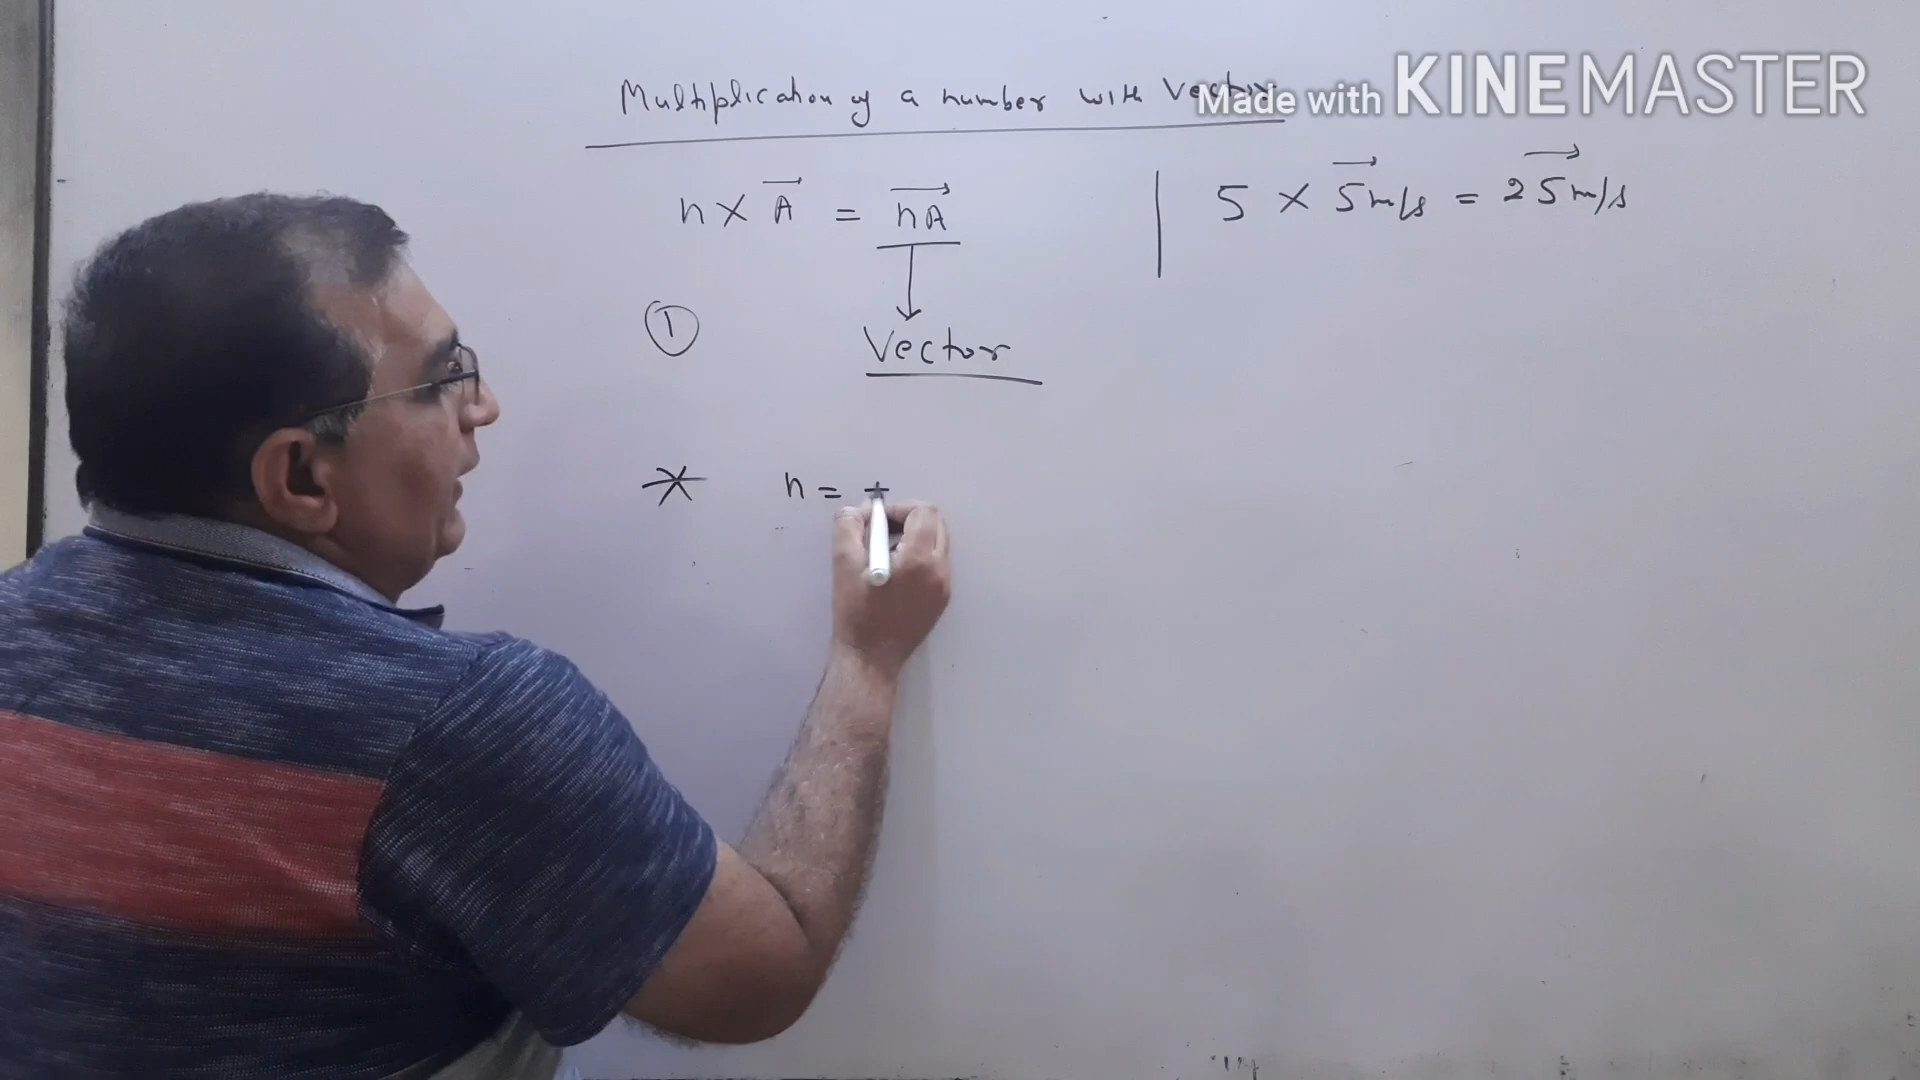 Multiplication of a number with Vector
Made with KINEMASTER
n × A⃗ = nA⃗ | 5 × 5m/s⃗ = 25m/s⃗
① 
Vector
* n = +